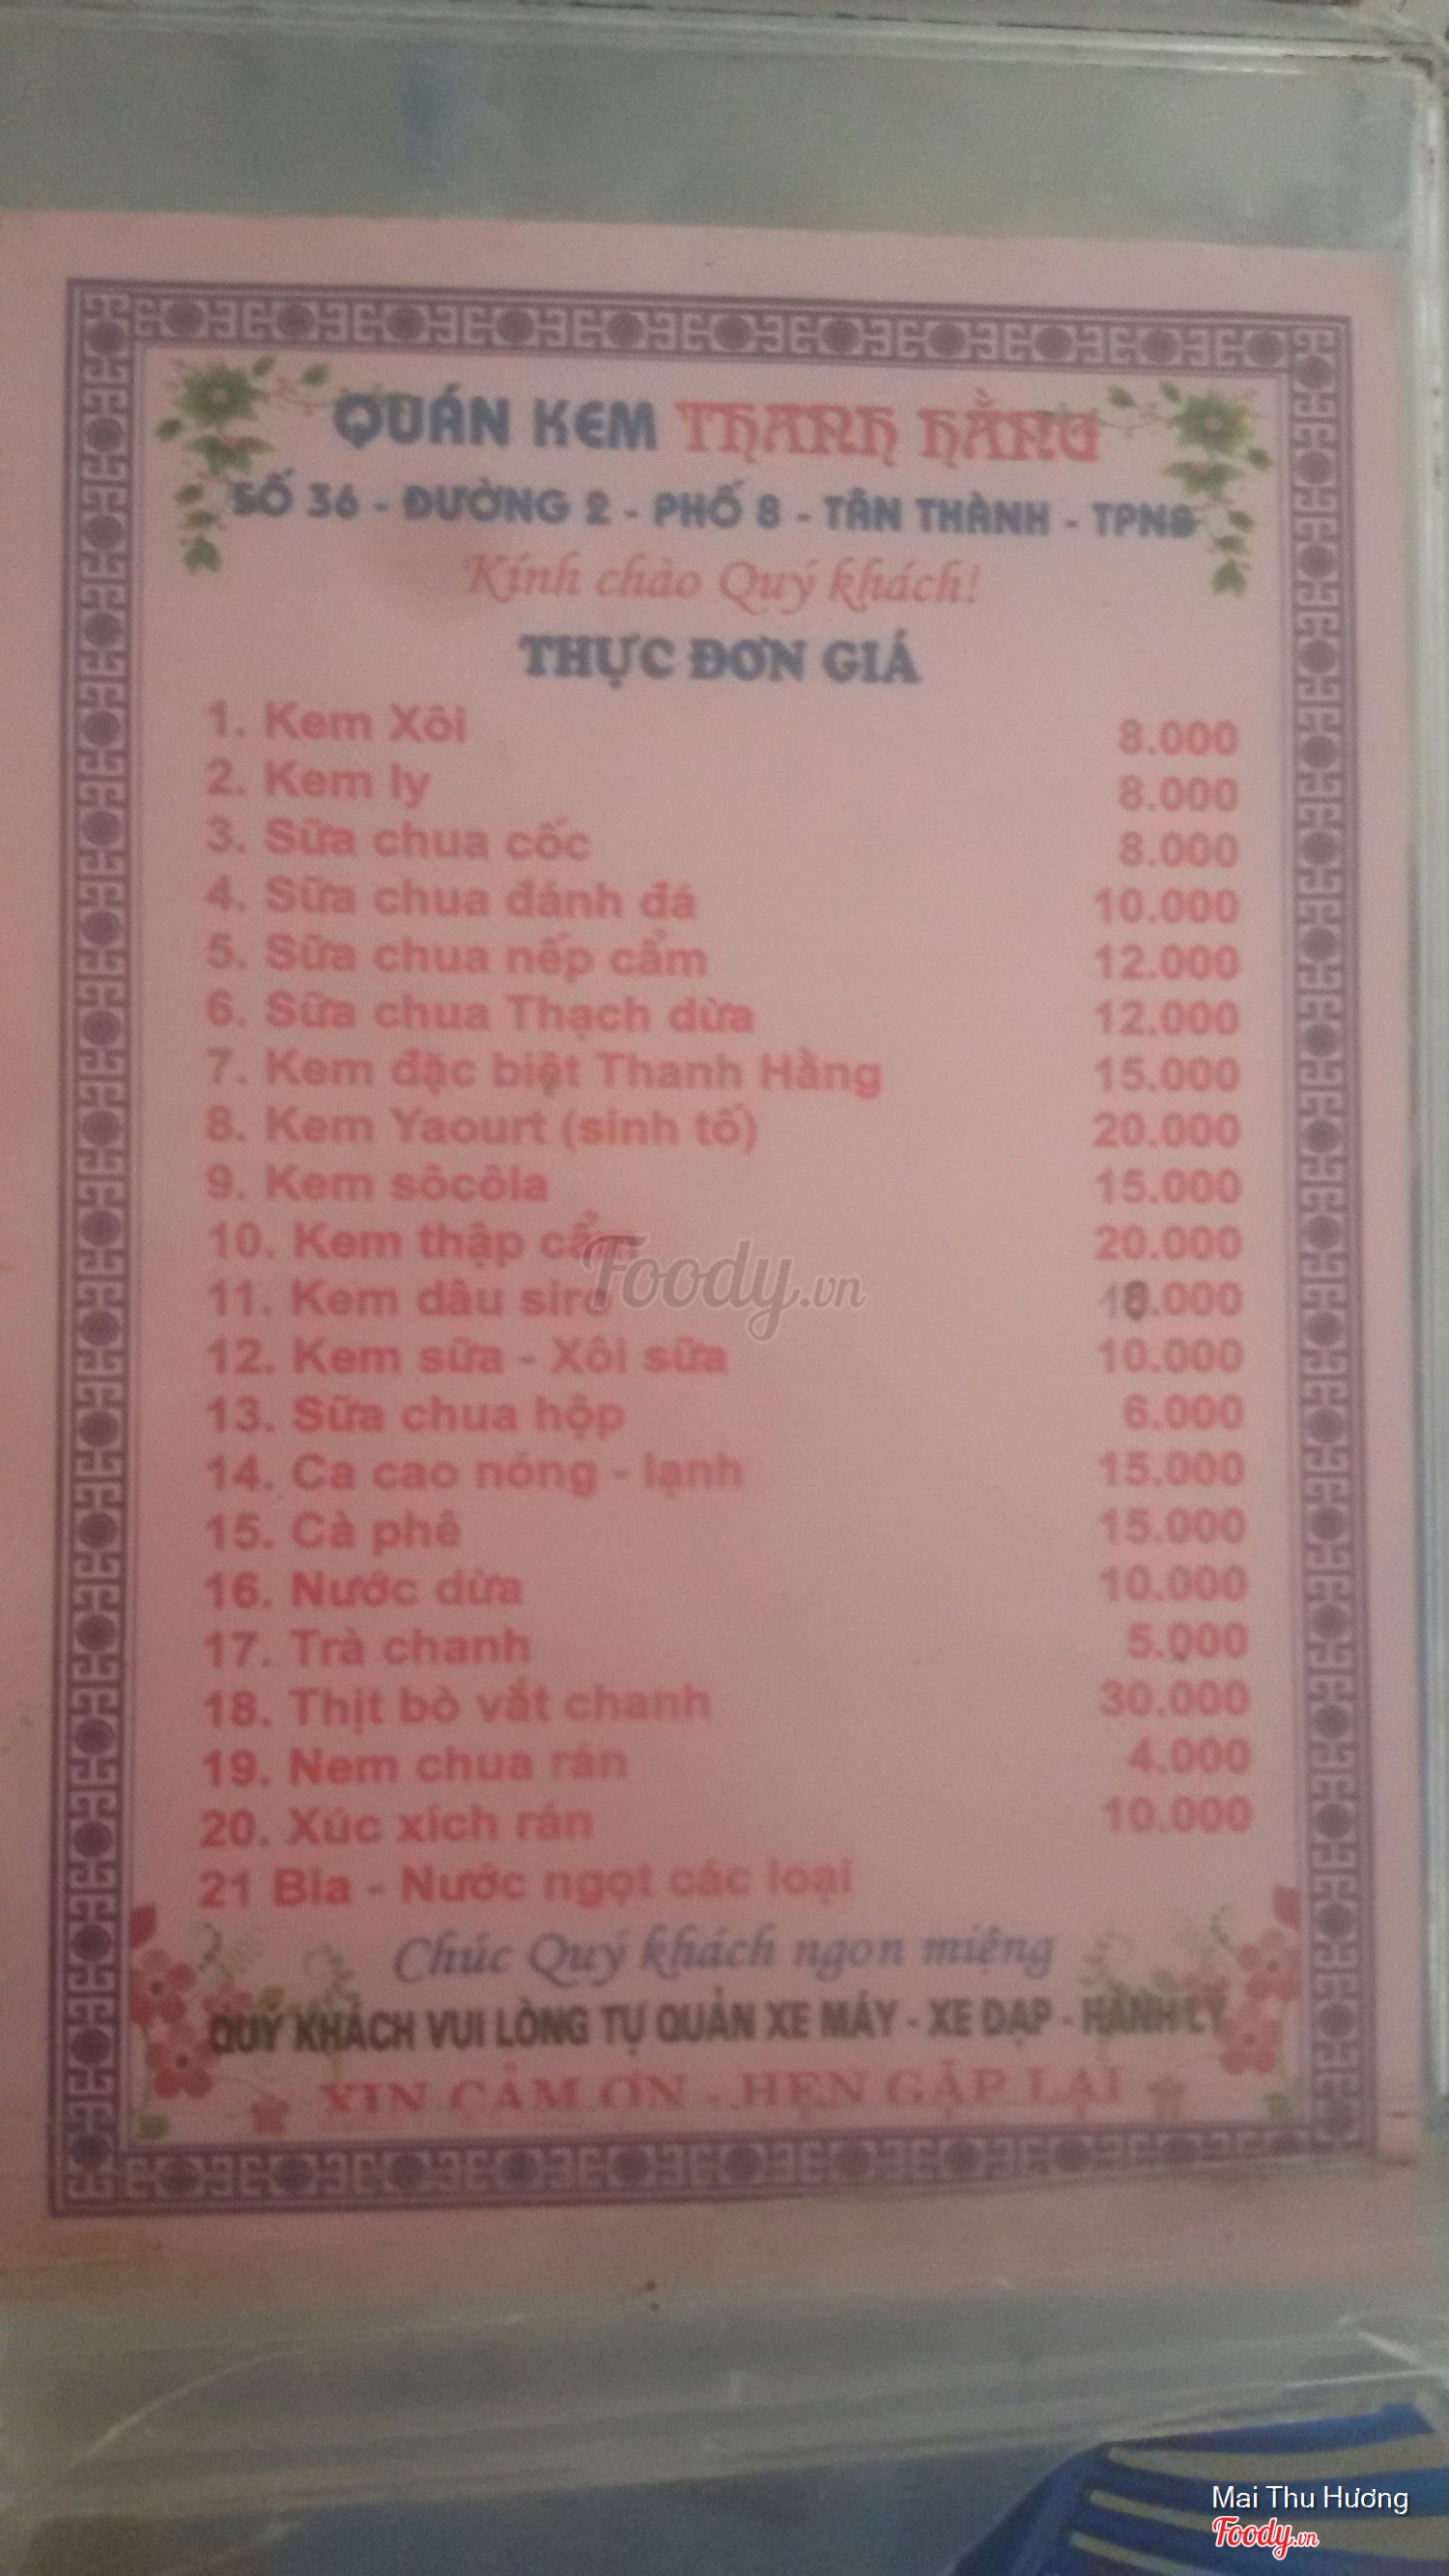 QUÁN KEM THANH HẰNG
SỐ 36 - ĐƯỜNG 2 - PHỐ 8 - TÂN THÀNH - TPNB
Kính chào Quý khách!
THỰC ĐƠN GIÁ
1. Kem Xôi 8.000
2. Kem ly 8.000
3. Sữa chua cốc 8.000
4. Sữa chua đánh đá 10.000
5. Sữa chua nếp cẩm 12.000
6. Sữa chua Thạch dừa 12.000
7. Kem đặc biệt Thanh Hằng 15.000
8. Kem Yaourt (sinh tố) 20.000
9. Kem sôcôla 15.000
10. Kem thập cẩm 20.000
11. Kem dâu siro
12. Kem sữa - Xôi sữa 10.000
13. Sữa chua hộp 6.000
14. Ca cao nóng - lạnh 15.000
15. Cà phê 15.000
16. Nước dừa 10.000
17. Trà chanh 5.000
18. Thịt bò vắt chanh 30.000
19. Nem chua rán 4.000
20. Xúc xích rán 10.000
21 Bia - Nước ngọt các loại
Chúc Quý khách ngon miệng
QUÝ KHÁCH VUI LÒNG TỰ QUẢN XE MÁY - XE ĐẠP - HÀNH LÝ
XIN CẢM ƠN - HẸN GẶP LẠI
Foody.vn
Mai Thu Hương
Foody.vn